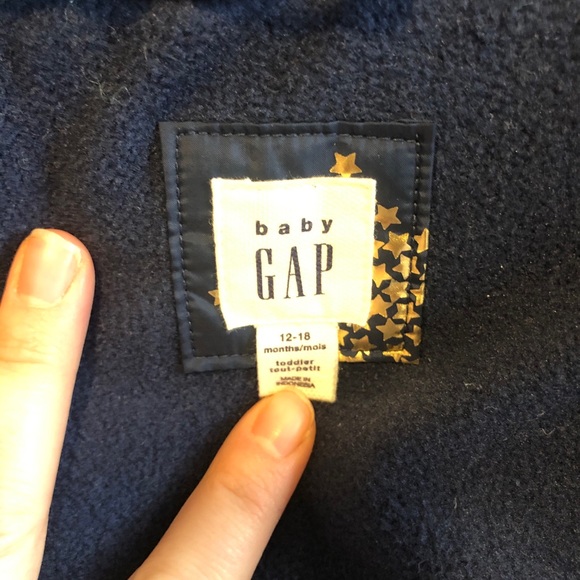 baby
GAP
12-18
months/mois
toddler
tout-petit
MADE IN
INDONESIA